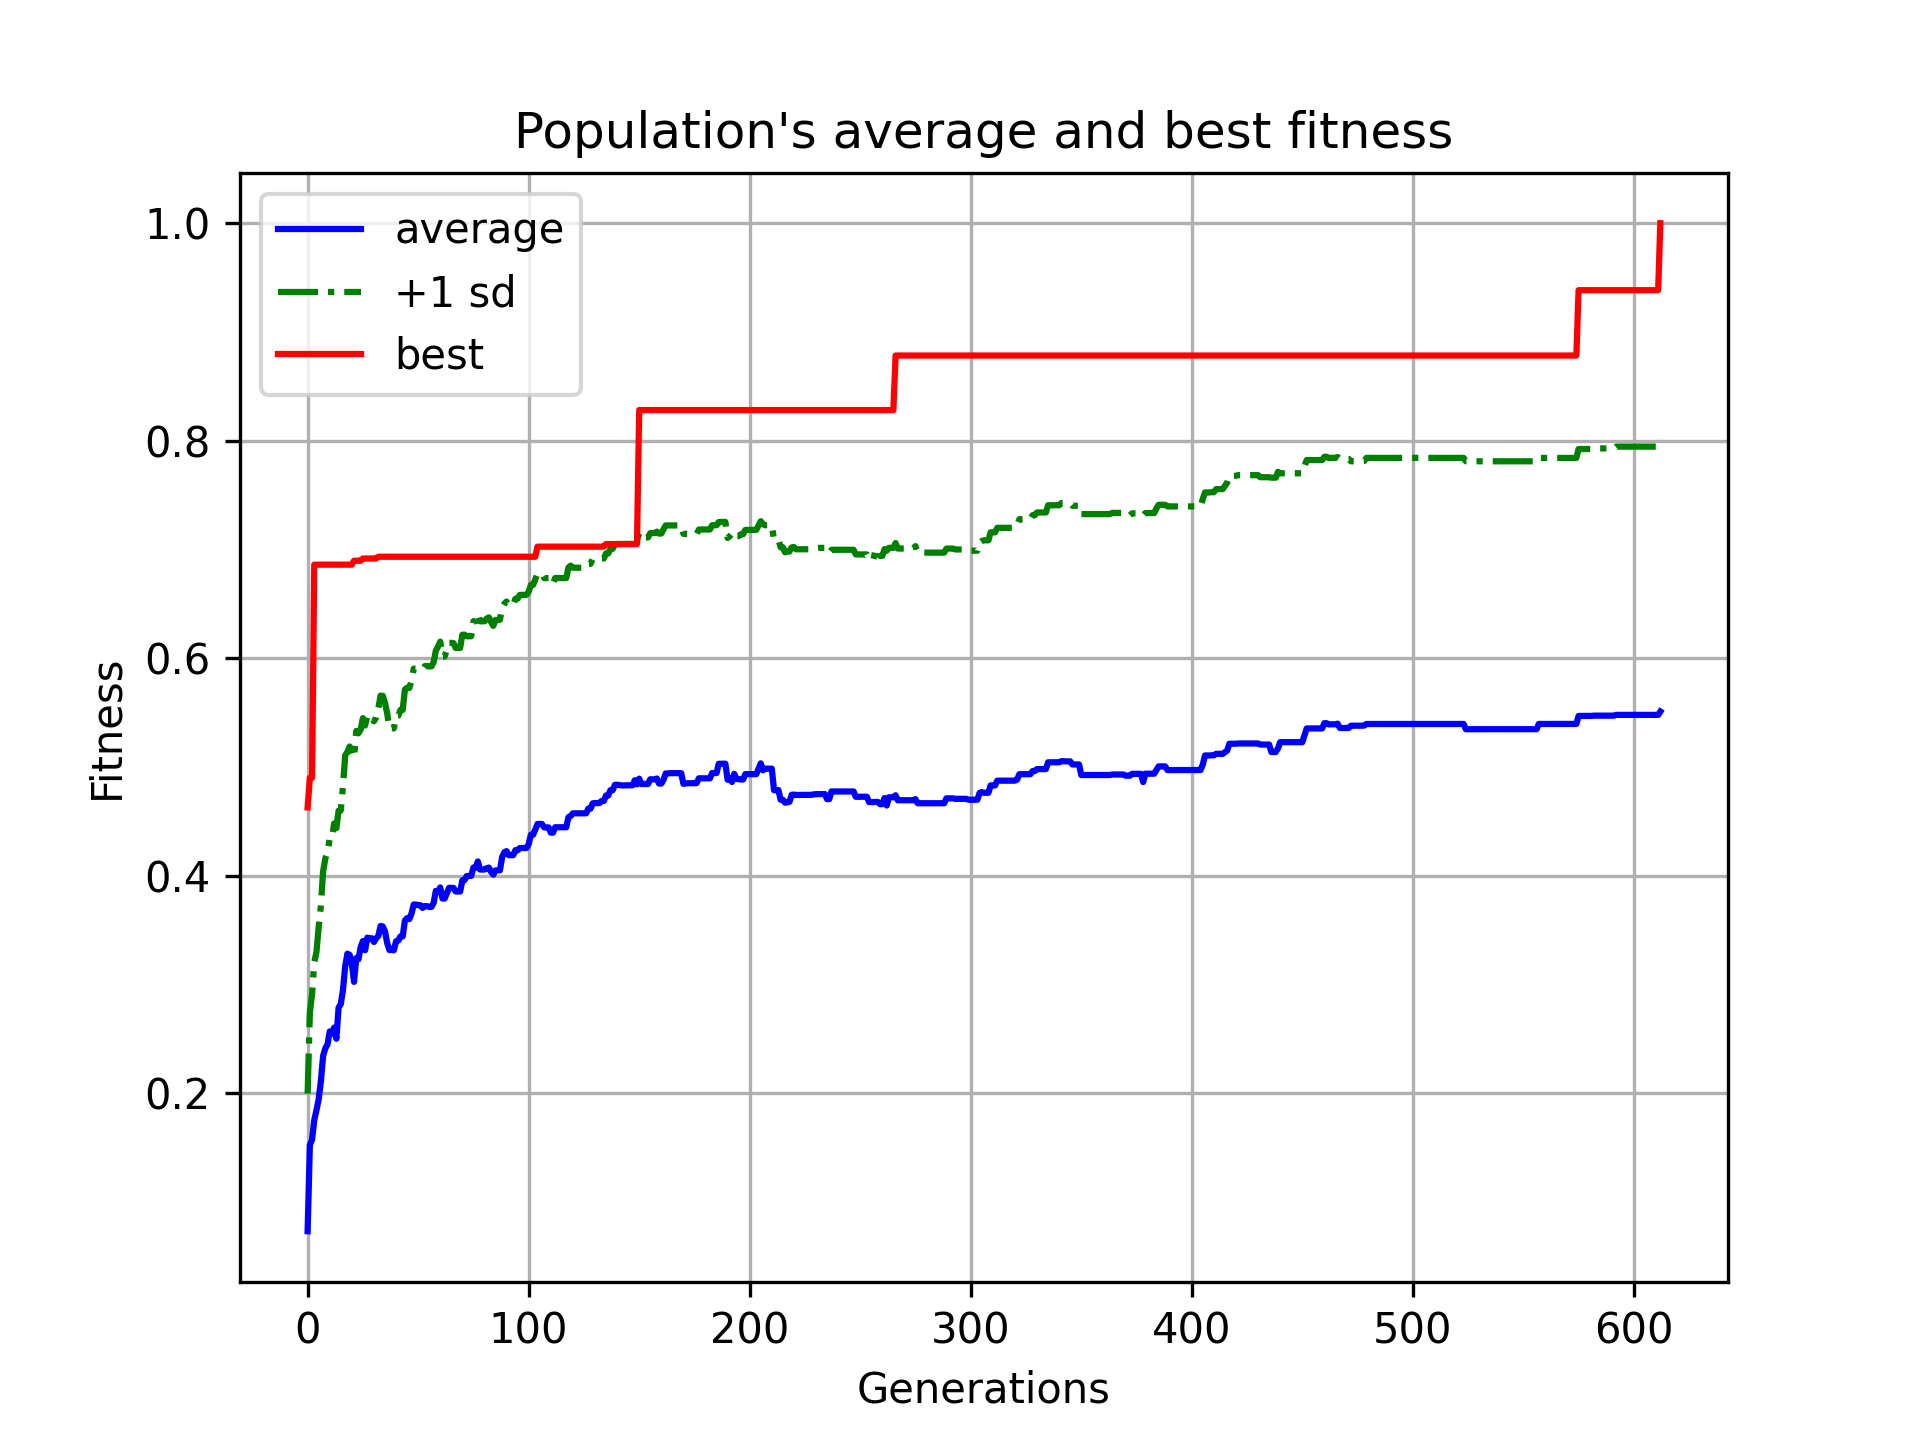 Population's average and best fitness
average
+1 sd
best
1.0
0.8
0.6
0.4
0.2
Fitness
0 100 200 300 400 500 600
Generations